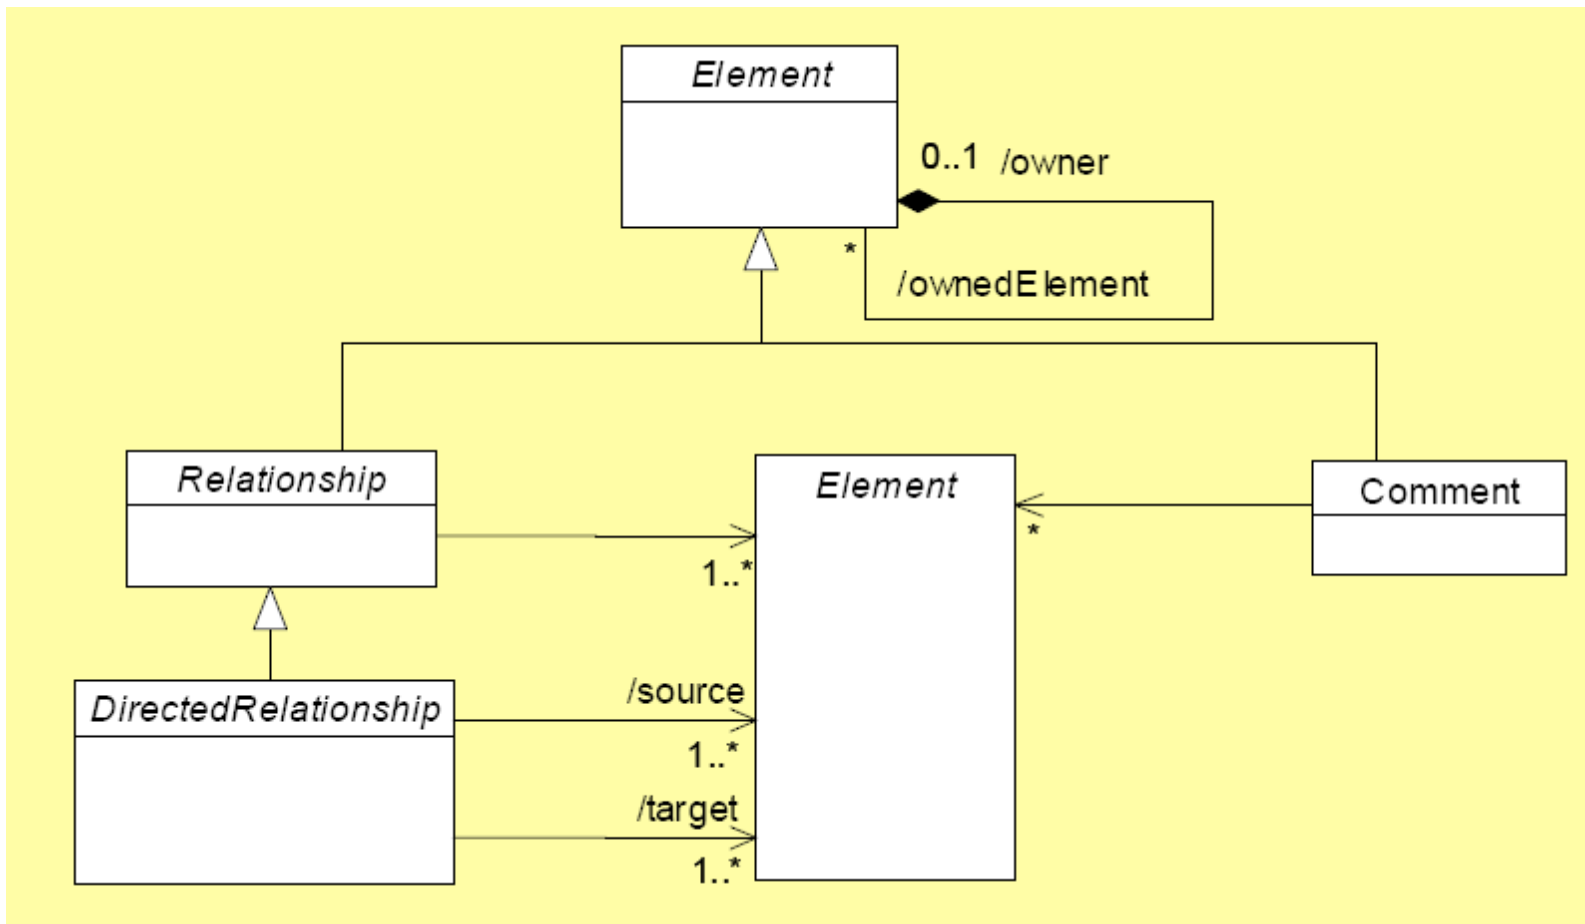 Element
0..1 /owner
*
/ownedElement
Relationship
Element
Comment
1..*
*
DirectedRelationship
/source
1..*
/target
1..*